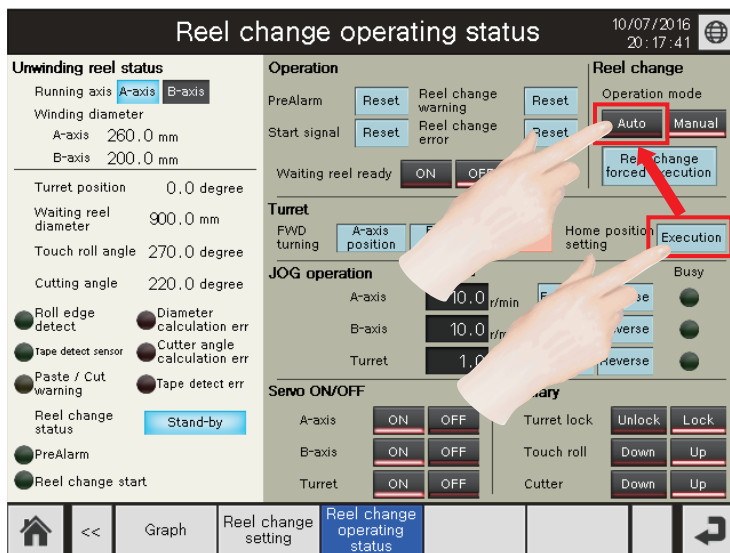 Reel change operating status
10/07/2016
20:17:41
Unwinding reel status
Running axis A-axis B-axis
Winding diameter
A-axis 260.0 mm
B-axis 200.0 mm
Turret position 0.0 degree
Waiting reel
diameter
900.0 mm
Touch roll angle 270.0 degree
Cutting angle 220.0 degree
Roll edge
detect
Diameter
calculation err
Tape detect sensor
Cutter angle
calculation err
Paste / Cut
warning
Tape detect err
Reel change
status
Stand-by
PreAlarm
Reel change start
Operation
PreAlarm Reset
Reel change
warning
Reset
Start signal Reset
Reel change
error
Reset
Waiting reel ready ON OFF
Reel change
Operation mode
Auto Manual
Reel change
forced execution
Turret
FWD
turning
A-axis
position
Home position
setting
Execution
JOG operation
Busy
A-axis 10.0 r/min
B-axis 10.0
Reverse
Turret 1.0
Reverse
Servo ON/OFF
A-axis ON OFF
B-axis ON OFF
Turret ON OFF
Turret lock Unlock Lock
Touch roll Down Up
Cutter Down Up
<<
Graph
Reel change
setting
Reel change
operating
status